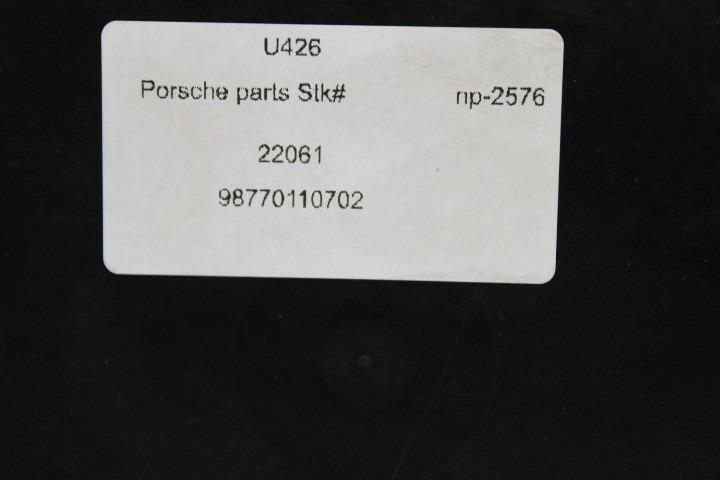 U426
Porsche parts Stk# np-2576
22061
98770110702